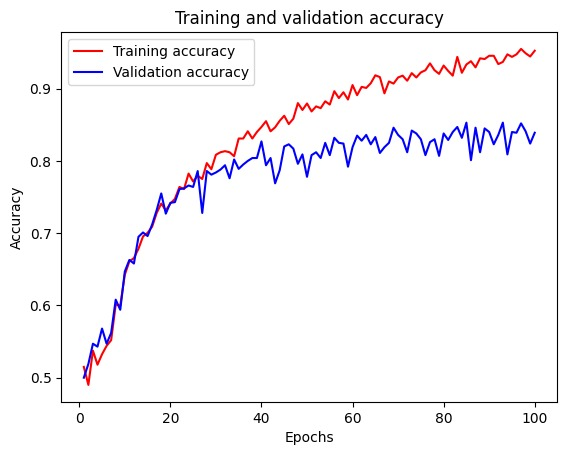 Training and validation accuracy
Training accuracy
Validation accuracy
0.9
0.8
0.7
0.6
0.5
Accuracy
0
20
40
60
80
100
Epochs